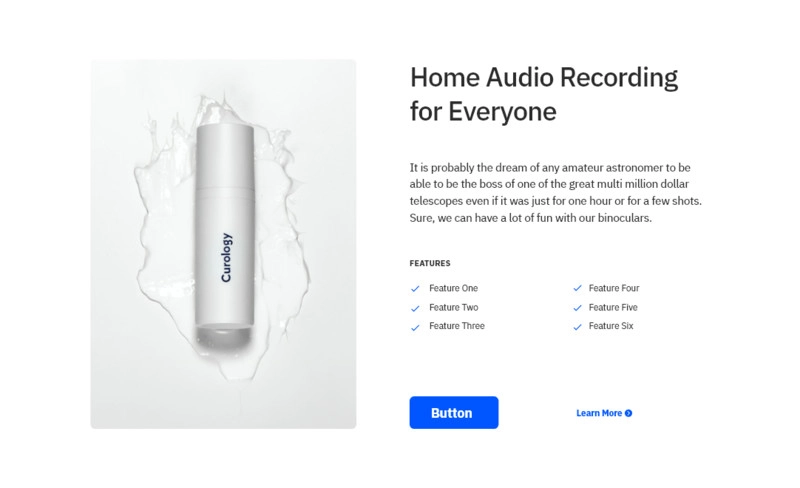 Curology
Home Audio Recording
for Everyone
It is probably the dream of any amateur astronomer to be
able to be the boss of one of the great multi million dollar
telescopes even if it was just for one hour or for a few shots.
Sure, we can have a lot of fun with our binoculars.
FEATURES
Feature One
Feature Four
Feature Two
Feature Five
Feature Three
Feature Six
Button
Learn More